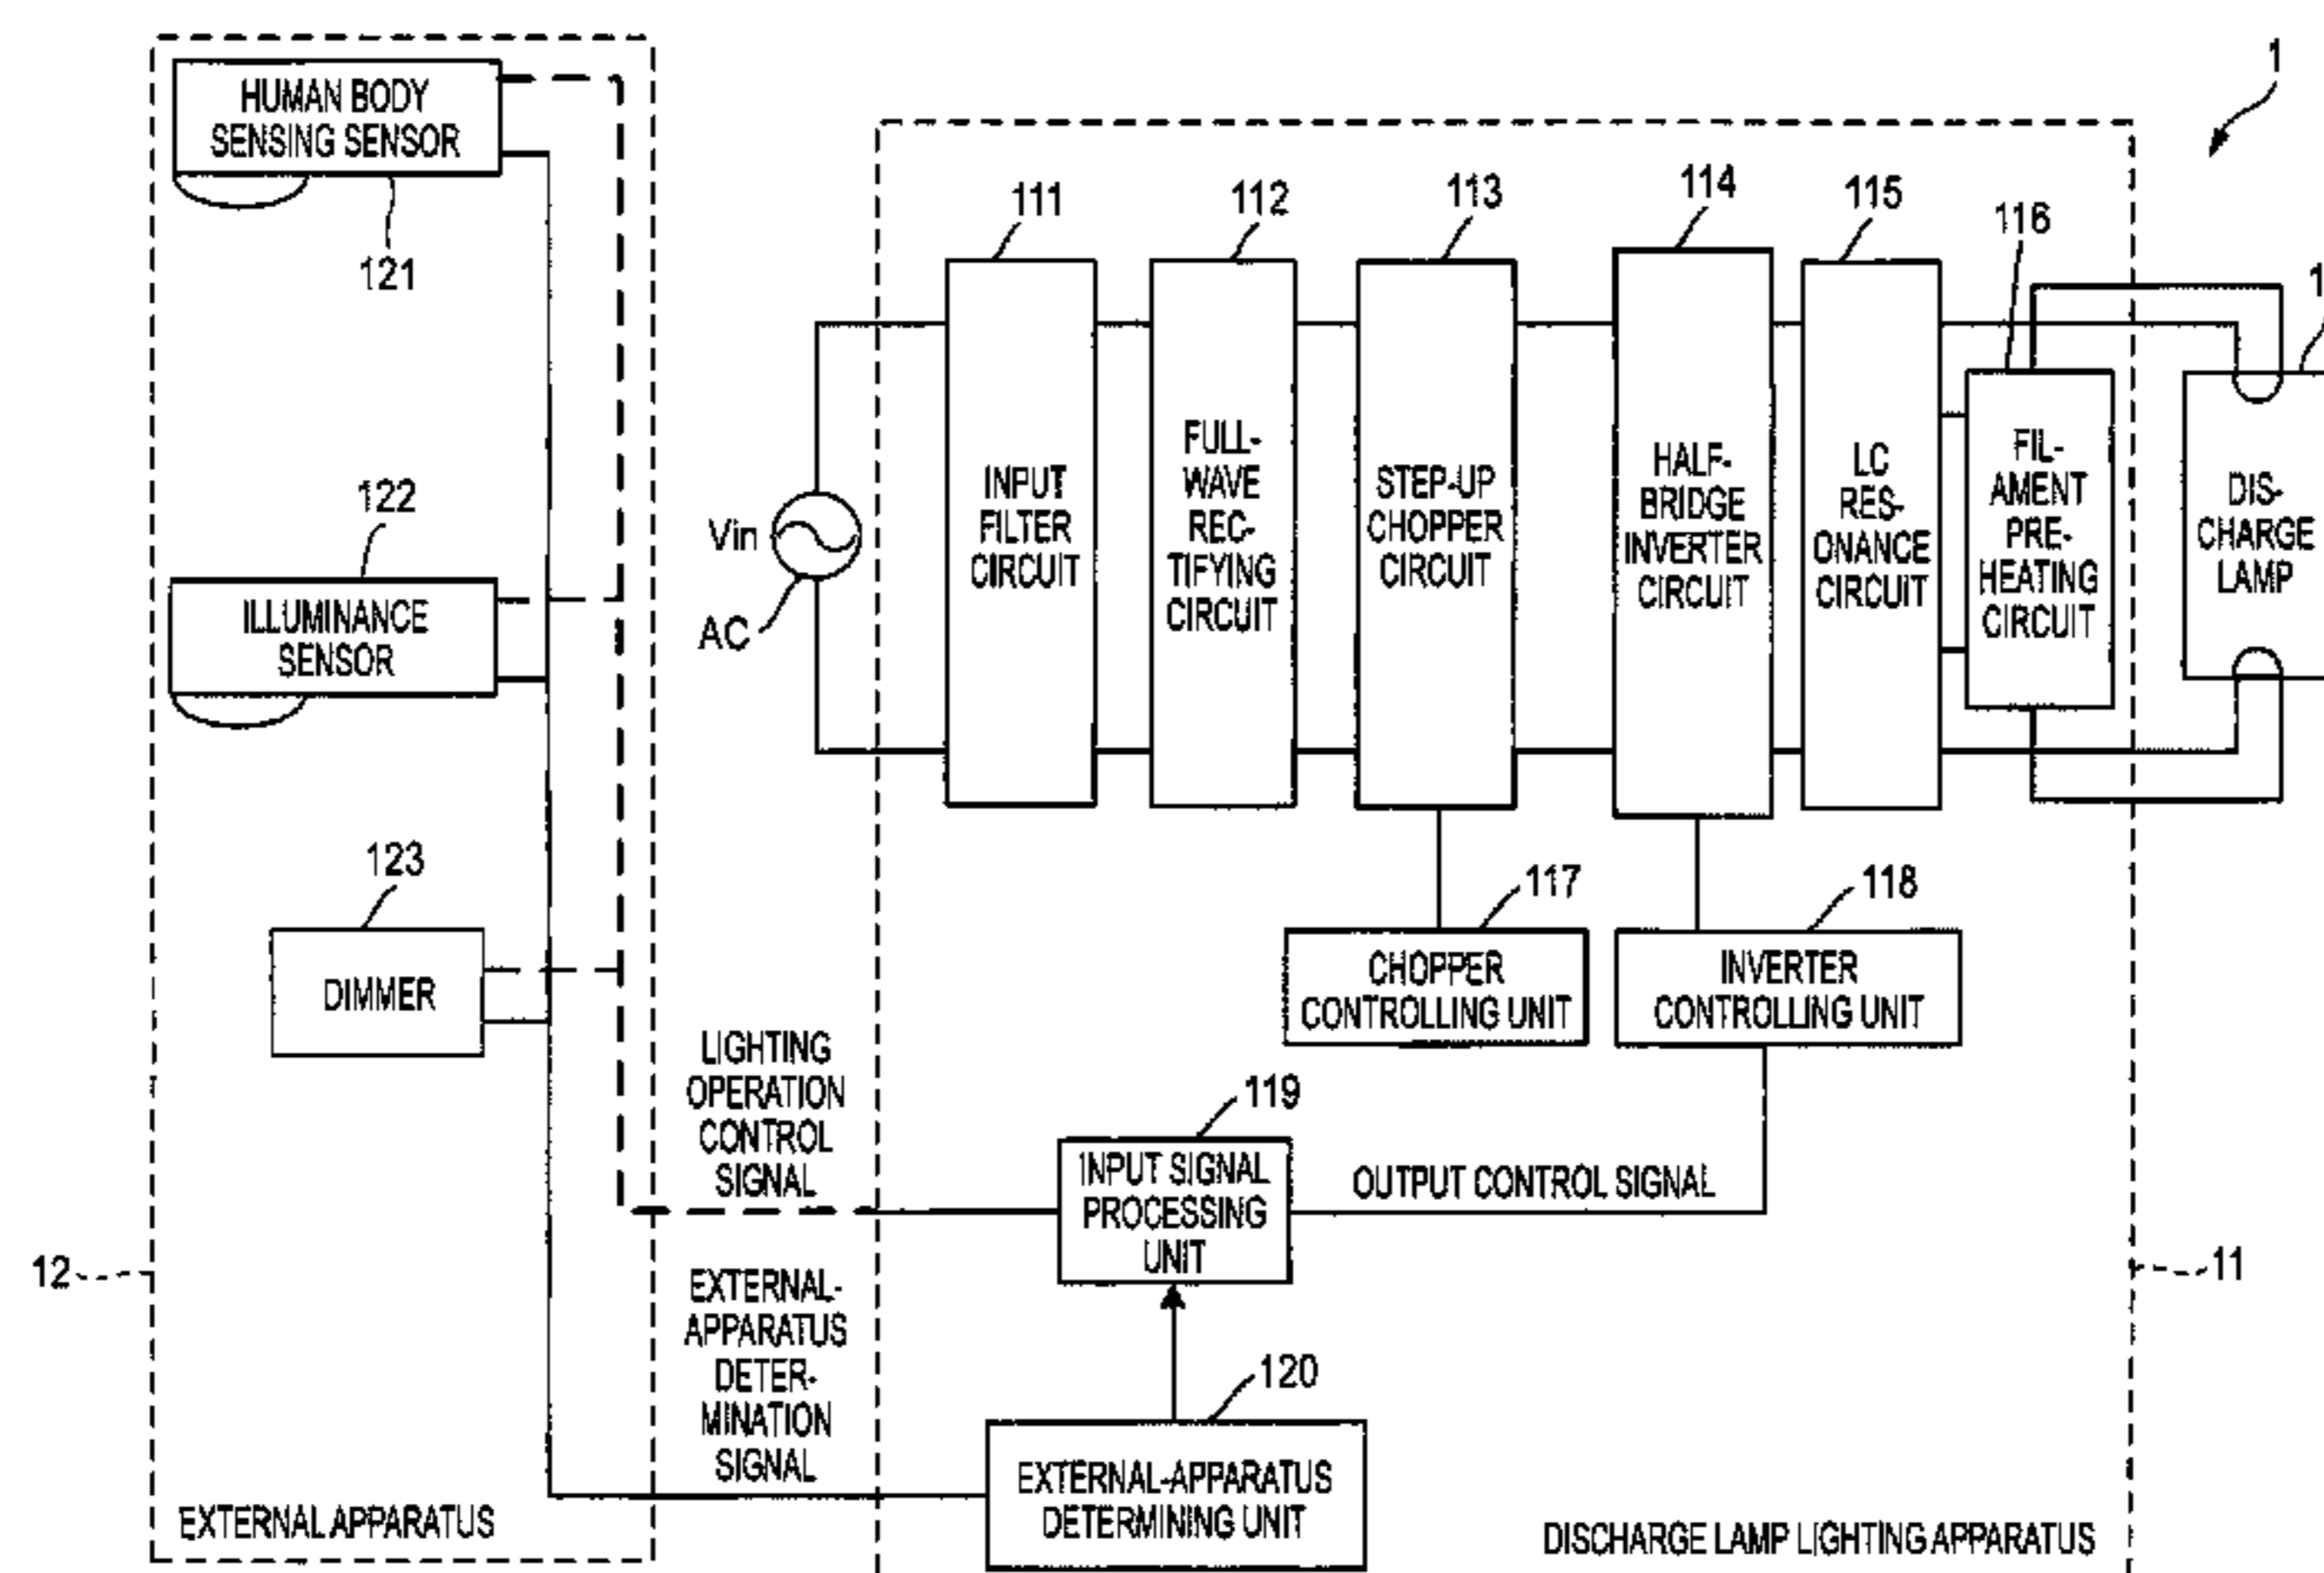 1
HUMAN BODY
SENSING SENSOR
121
111
112
113
114
115
116
122
ILLUMINANCE
SENSOR
Vin
AC
INPUT
FILTER
CIRCUIT
FULL-
WAVE
REC-
TIFYING
CIRCUIT
STEP-UP
CHOPPER
CIRCUIT
HALF-
BRIDGE
INVERTER
CIRCUIT
LC
RES-
ONANCE
CIRCUIT
FIL-
AMENT
PRE-
HEATING
CIRCUIT
DIS-
CHARGE
LAMP
123
DIMMER
117
CHOPPER
CONTROLLING UNIT
118
INVERTER
CONTROLLING UNIT
LIGHTING
OPERATION
CONTROL
SIGNAL
119
INPUT SIGNAL
PROCESSING
UNIT
OUTPUT CONTROL SIGNAL
12
11
EXTERNAL-
APPARATUS
DETER-
MINATION
SIGNAL
120
EXTERNAL-APPARATUS
DETERMINING UNIT
EXTERNAL APPARATUS
DISCHARGE LAMP LIGHTING APPARATUS